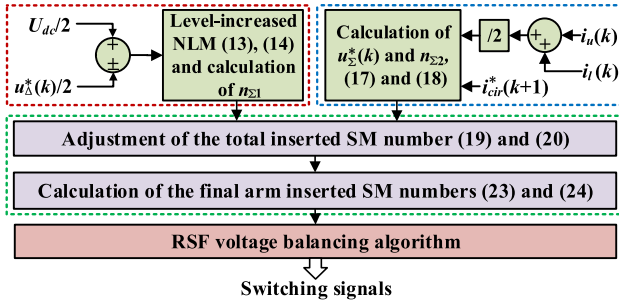 U_dc/2
+
±
u*_Δ(k)/2
Level-increased
NLM (13), (14)
and calculation
of n_Σ1
Calculation of
u*_Σ(k) and n_Σ2,
(17) and (18)
/2
+
+
i_u(k)
i_l(k)
i*_cir(k+1)
Adjustment of the total inserted SM number (19) and (20)
Calculation of the final arm inserted SM numbers (23) and (24)
RSF voltage balancing algorithm
Switching signals